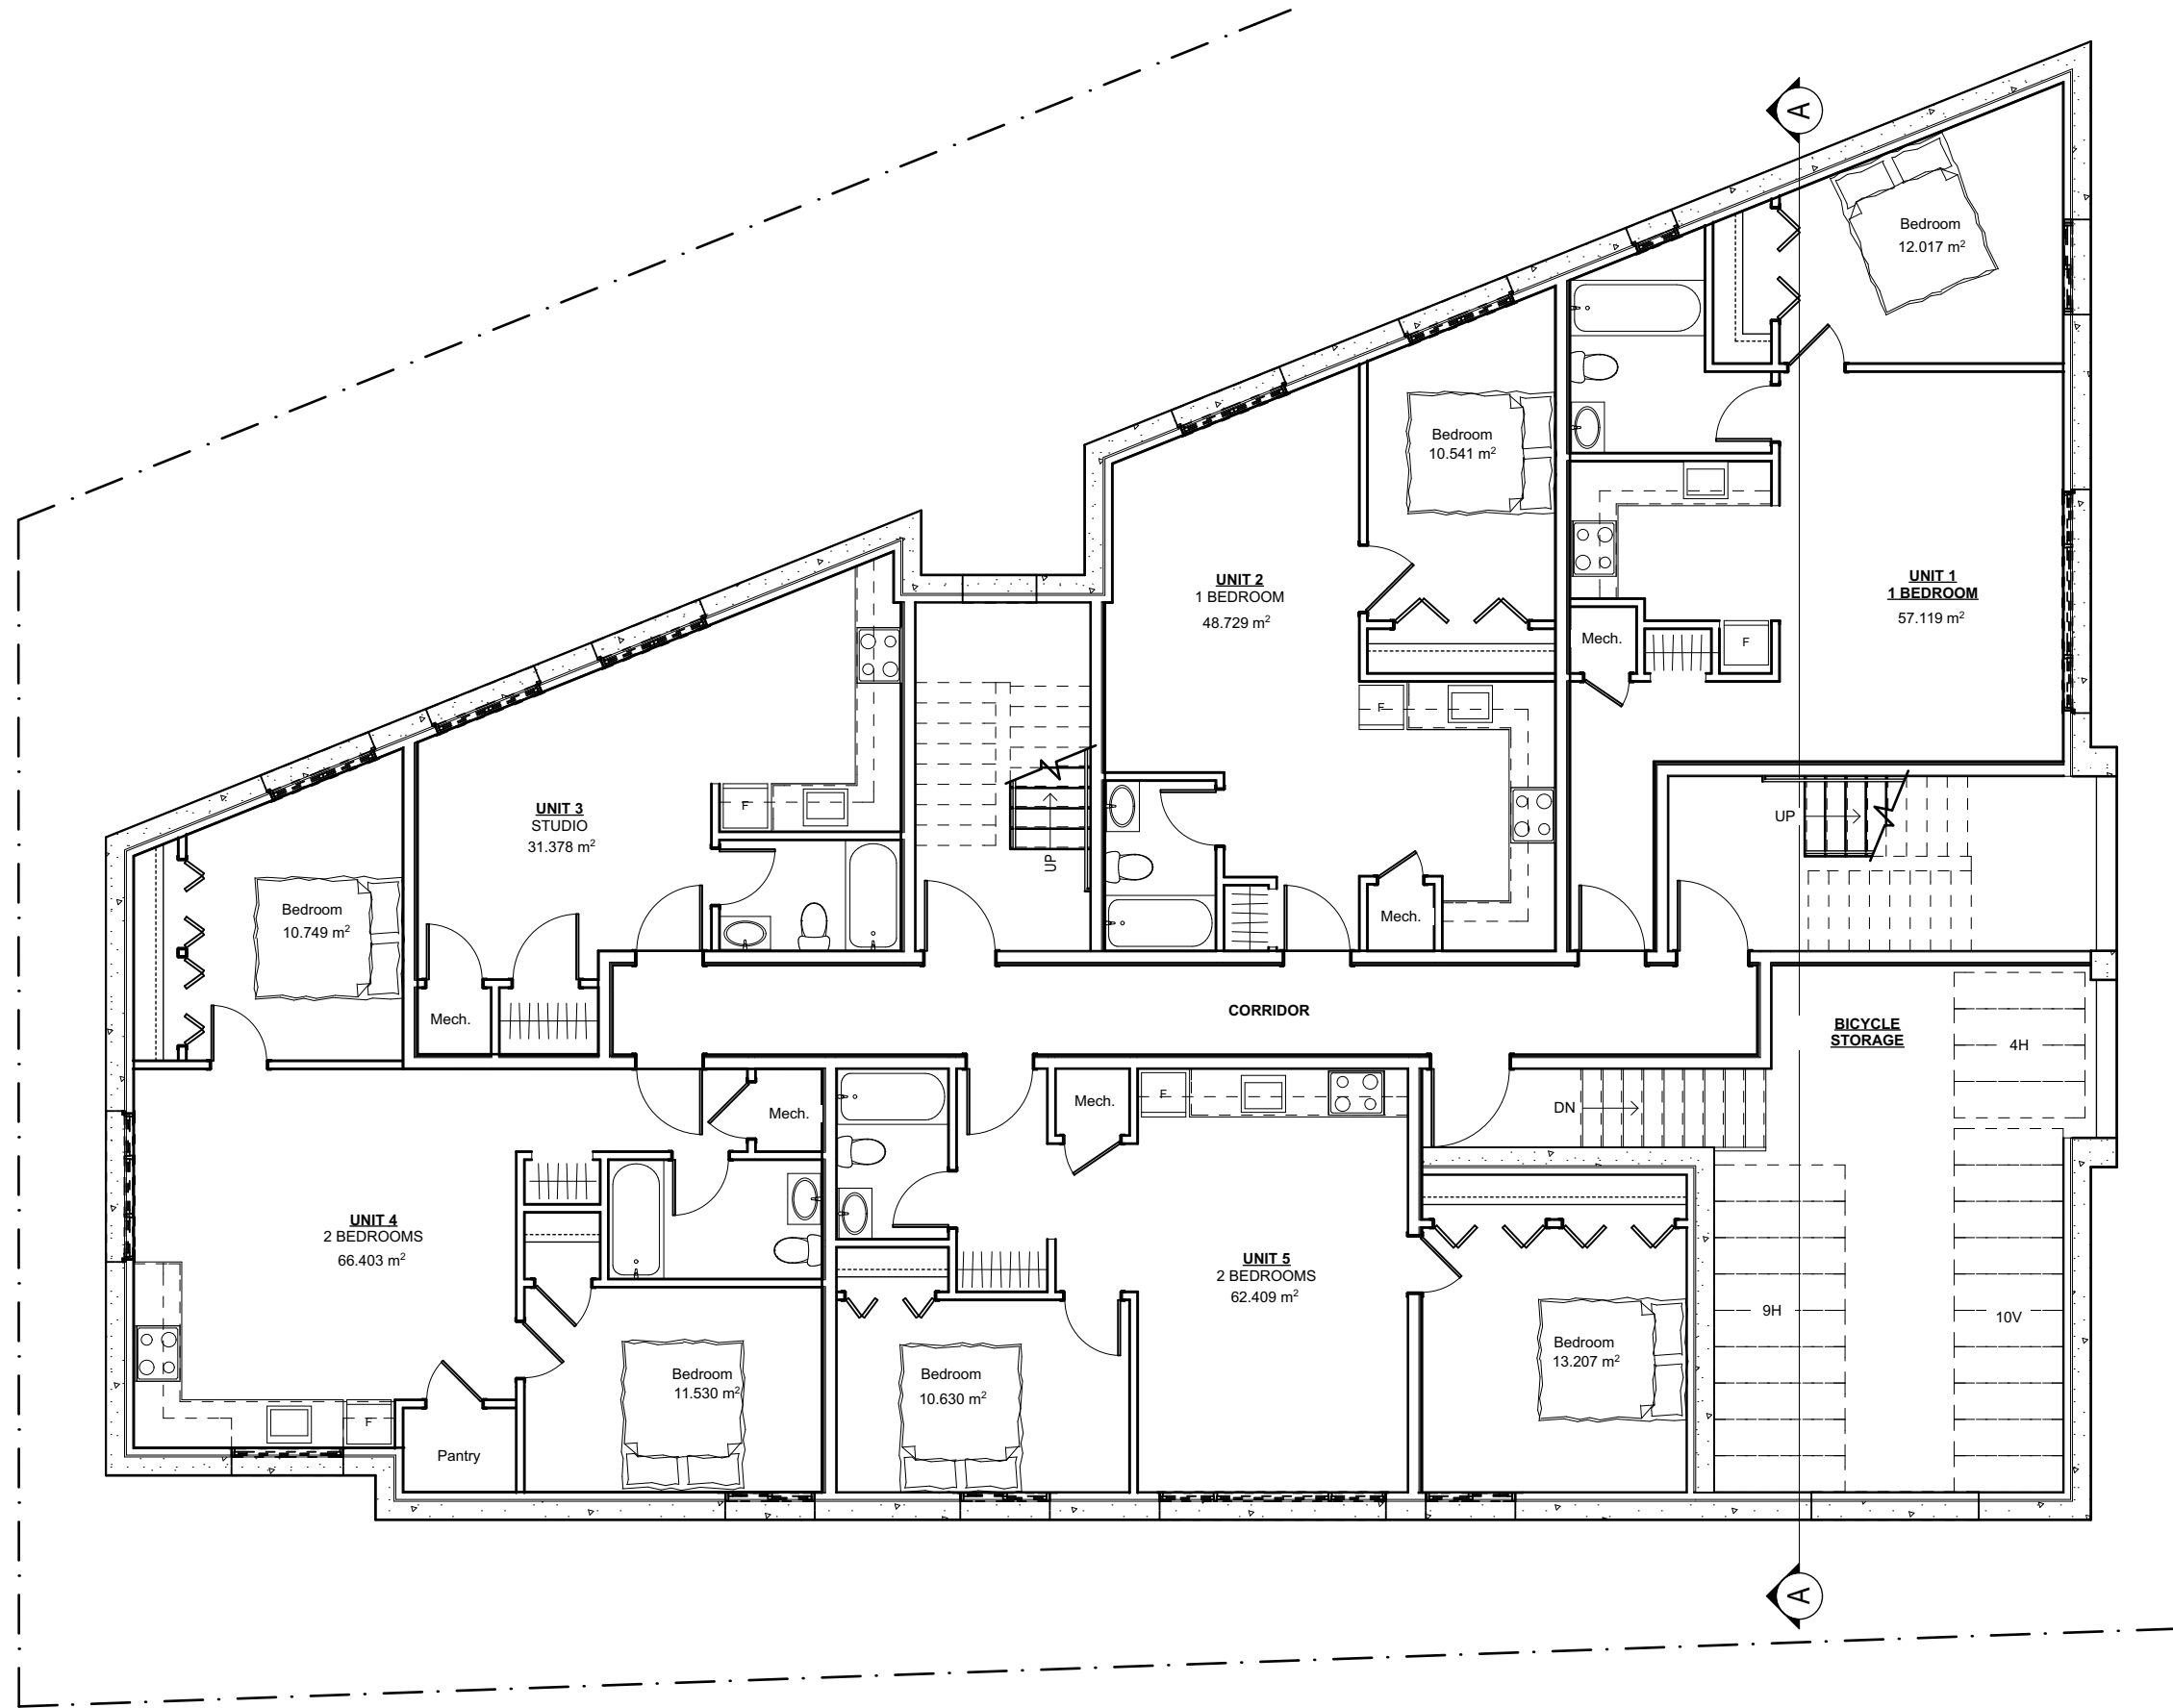 A
Bedroom
12.017 m²
Bedroom
10.541 m²
UNIT 1
1 BEDROOM
57.119 m²
UNIT 2
1 BEDROOM
48.729 m²
Mech.
F
F
UNIT 3
STUDIO
31.378 m²
F
UP
UP
Mech.
Bedroom
10.749 m²
Mech.
CORRIDOR
BICYCLE
STORAGE
4H
Mech.
F
Mech.
DN
UNIT 4
2 BEDROOMS
66.403 m²
UNIT 5
2 BEDROOMS
62.409 m²
9H
10V
Bedroom
13.207 m²
Bedroom
11.530 m²
Bedroom
10.630 m²
F
Pantry
A